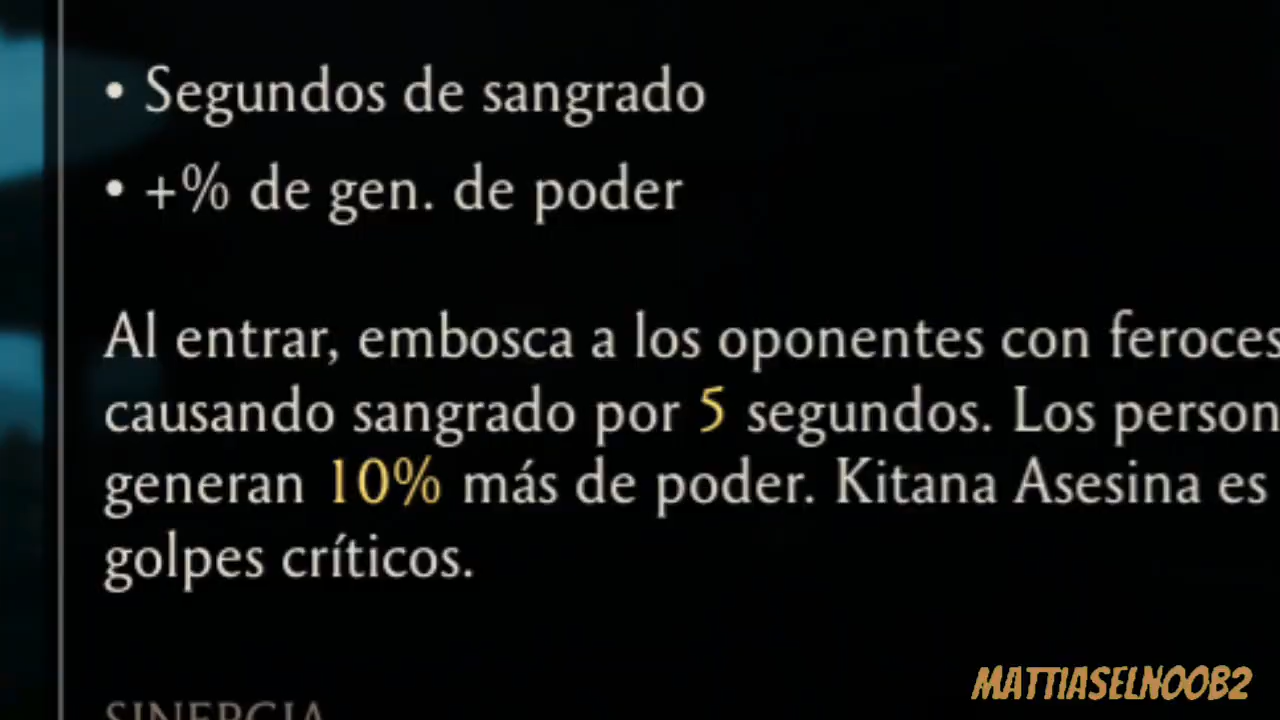 • Segundos de sangrado
• +% de gen. de poder
Al entrar, embosca a los oponentes con feroces
causando sangrado por 5 segundos. Los person
generan 10% más de poder. Kitana Asesina es
golpes críticos.
SINERGIA
MATTIASELNOOB2